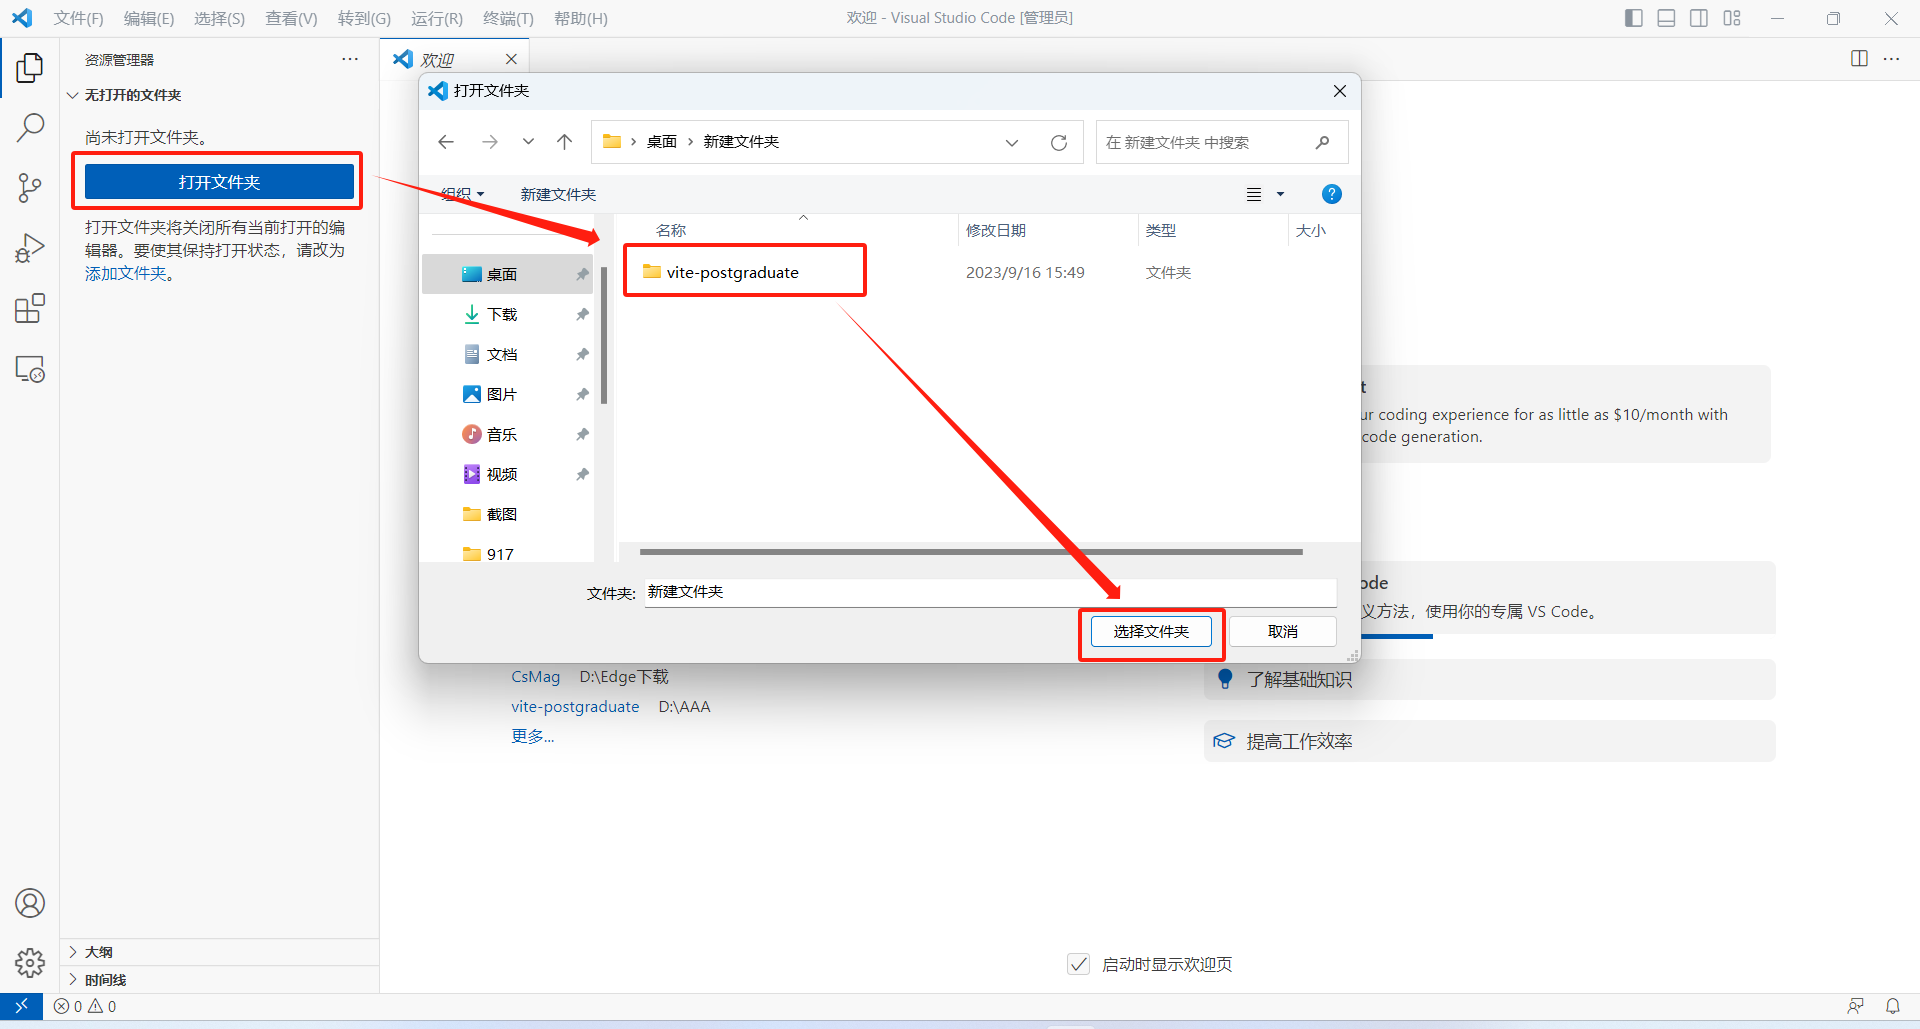 文件(F) 编辑(E) 选择(S) 查看(V) 转到(G) 运行(R) 终端(T) 帮助(H) 欢迎 - Visual Studio Code [管理员]
资源管理器
欢迎
无打开的文件夹
尚未打开文件夹。
打开文件夹
打开文件夹将关闭所有当前打开的编
辑器。要使其保持打开状态，请改为
添加文件夹。
大纲
时间线
0 0
打开文件夹
桌面 新建文件夹
在 新建文件夹 中搜索
组织 新建文件夹
名称 修改日期 类型 大小
vite-postgraduate 2023/9/16 15:49 文件夹
桌面
下载
文档
图片
音乐
视频
截图
917
文件夹: 新建文件夹
选择文件夹 取消
CsMag D:\Edge下载
vite-postgraduate D:\AAA
更多...
t
ur coding experience for as little as $10/month with
code generation.
ode
义方法，使用你的专属 VS Code。
了解基础知识
提高工作效率
启动时显示欢迎页